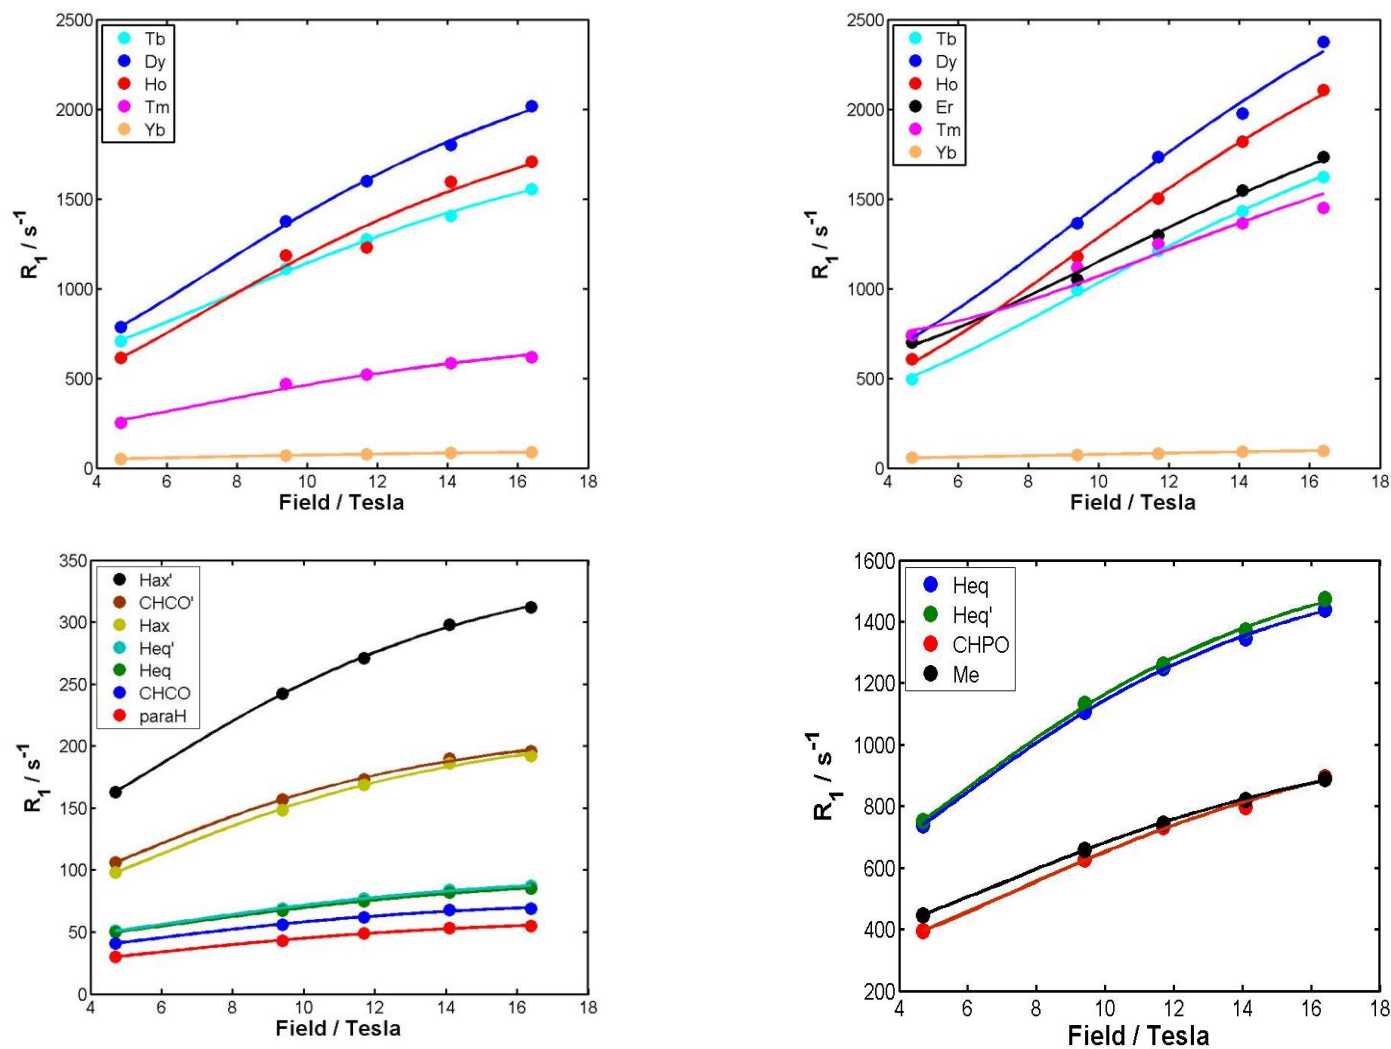 2500
2000
1500
1000
500
0
R1 / s-1
Tb
Dy
Ho
Tm
Yb
4 6 8 10 12 14 16 18
Field / Tesla
2500
2000
1500
1000
500
0
R1 / s-1
Tb
Dy
Ho
Er
Tm
Yb
4 6 8 10 12 14 16 18
Field / Tesla
350
300
250
200
150
100
50
0
R1 / s-1
Hax'
CHCO'
Hax
Heq'
Heq
CHCO
paraH
4 6 8 10 12 14 16 18
Field / Tesla
1600
1400
1200
1000
800
600
400
200
R1 / s-1
Heq
Heq'
CHPO
Me
4 6 8 10 12 14 16 18
Field / Tesla